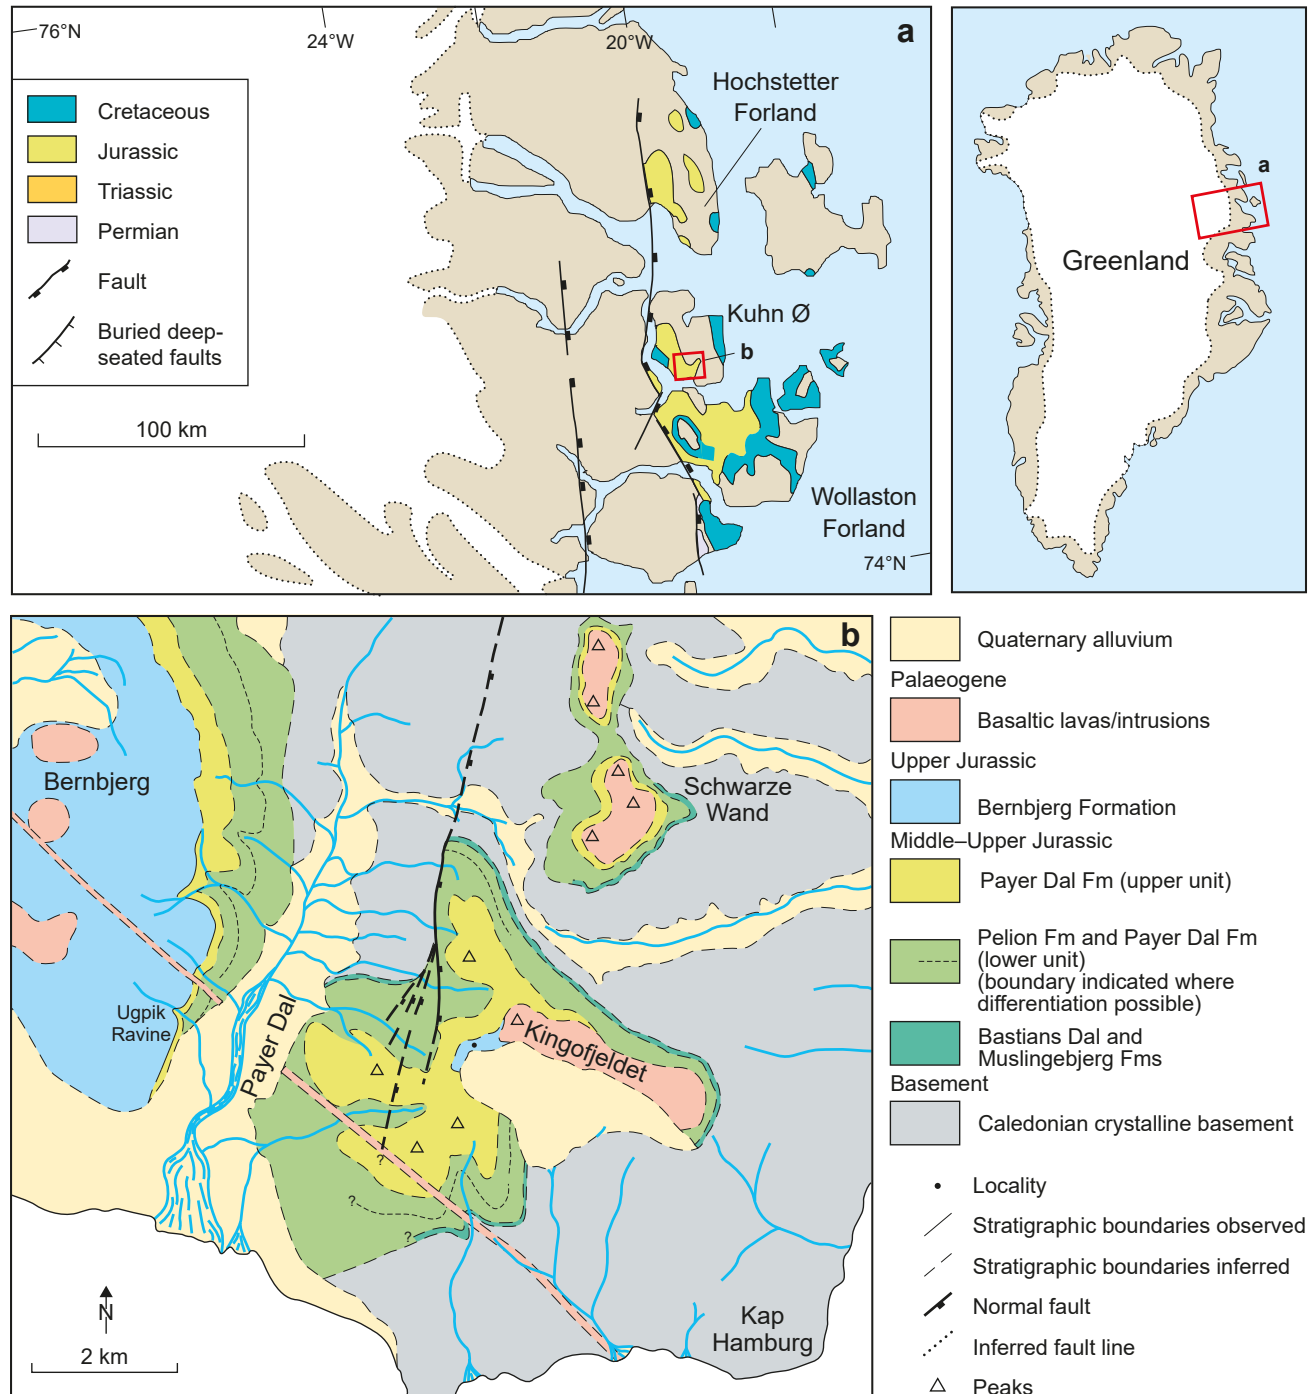 76°N
24°W
20°W
a
Cretaceous
Jurassic
Triassic
Permian
Fault
Buried deep-
seated faults
100 km
Hochstetter
Forland
Kuhn Ø
b
Wollaston
Forland
74°N
a
Greenland
b
Bernbjerg
Schwarze
Wand
Ugpik
Ravine
Payer Dal
Kingofjeldet
?
?
?
N
2 km
Kap
Hamburg
Quaternary alluvium
Palaeogene
Basaltic lavas/intrusions
Upper Jurassic
Bernbjerg Formation
Middle–Upper Jurassic
Payer Dal Fm (upper unit)
Pelion Fm and Payer Dal Fm
(lower unit)
(boundary indicated where
differentiation possible)
Bastians Dal and
Muslingebjerg Fms
Basement
Caledonian crystalline basement
Locality
Stratigraphic boundaries observed
Stratigraphic boundaries inferred
Normal fault
Inferred fault line
Peaks